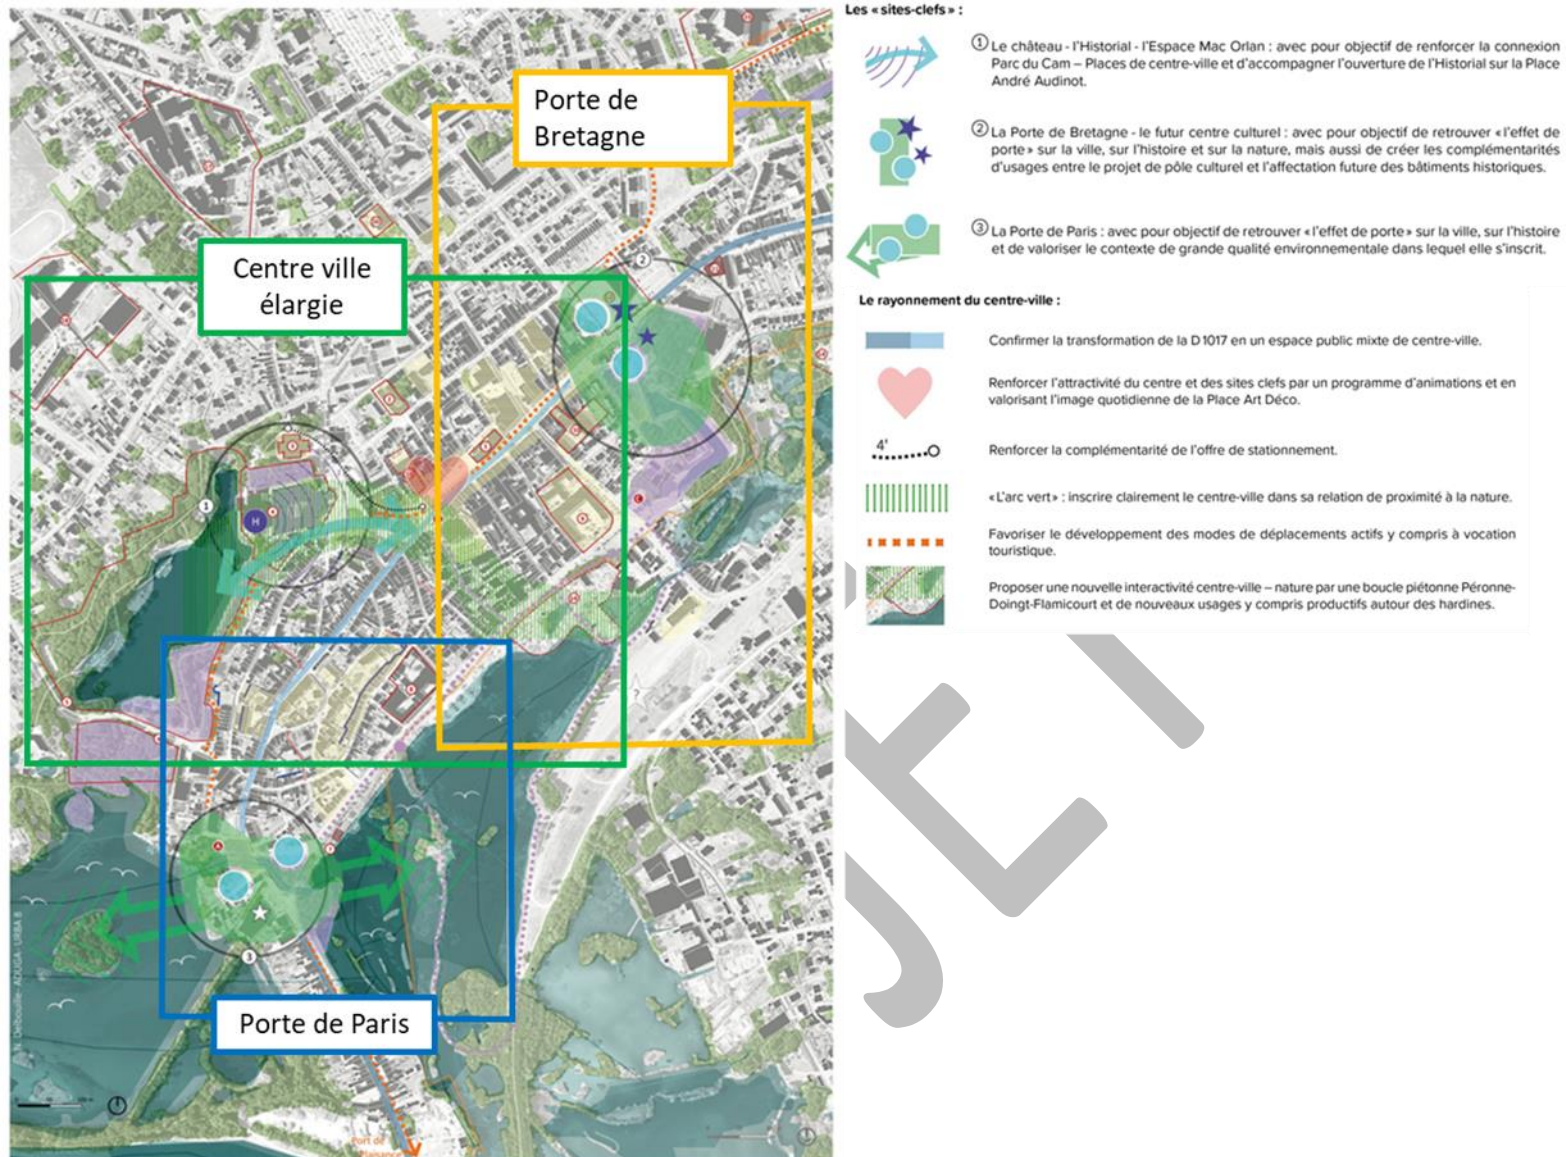 Porte de
Bretagne
Centre ville
élargie
2
1
H
3
Porte de Paris
N. Delbouille- ADUGA - URBA 8
Port de
Plaisance
Les « sites-clefs » :
① Le château - l'Historial - l'Espace Mac Orlan : avec pour objectif de renforcer la connexion
Parc du Cam – Places de centre-ville et d'accompagner l'ouverture de l'Historial sur la Place
André Audinot.
② La Porte de Bretagne - le futur centre culturel : avec pour objectif de retrouver « l'effet de
porte » sur la ville, sur l'histoire et sur la nature, mais aussi de créer les complémentarités
d'usages entre le projet de pôle culturel et l'affectation future des bâtiments historiques.
③ La Porte de Paris : avec pour objectif de retrouver « l'effet de porte » sur la ville, sur l'histoire
et de valoriser le contexte de grande qualité environnementale dans lequel elle s'inscrit.
Le rayonnement du centre-ville :
Confirmer la transformation de la D 1017 en un espace public mixte de centre-ville.
Renforcer l'attractivité du centre et des sites clefs par un programme d'animations et en
valorisant l'image quotidienne de la Place Art Déco.
4'
Renforcer la complémentarité de l'offre de stationnement.
« L'arc vert » : inscrire clairement le centre-ville dans sa relation de proximité à la nature.
Favoriser le développement des modes de déplacements actifs y compris à vocation
touristique.
Proposer une nouvelle interactivité centre-ville – nature par une boucle piétonne Péronne-
Doingt-Flamicourt et de nouveaux usages y compris productifs autour des hardines.